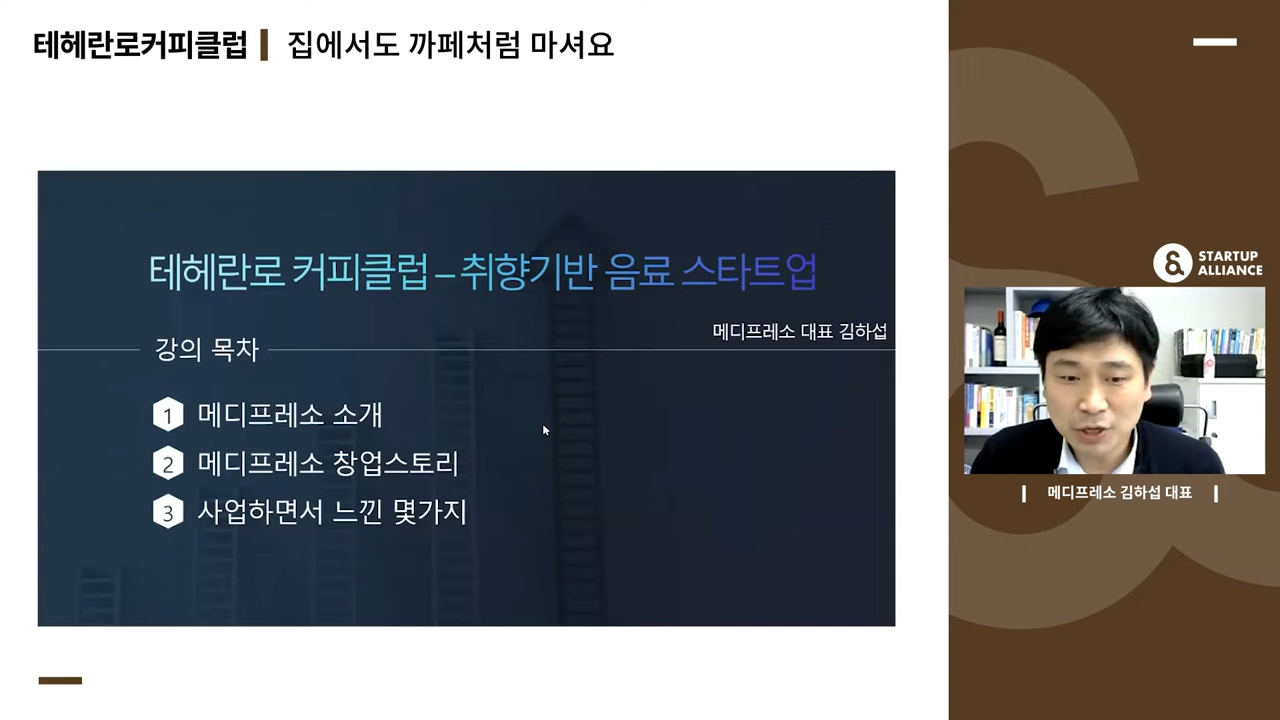 테헤란로커피클럽 | 집에서도 까페처럼 마셔요
테헤란로 커피클럽 – 취향기반 음료 스타트업
메디프레소 대표 김하섭
강의 목차
1 메디프레소 소개
2 메디프레소 창업스토리
3 사업하면서 느낀 몇가지
& STARTUP
ALLIANCE
| 메디프레소 김하섭 대표 |